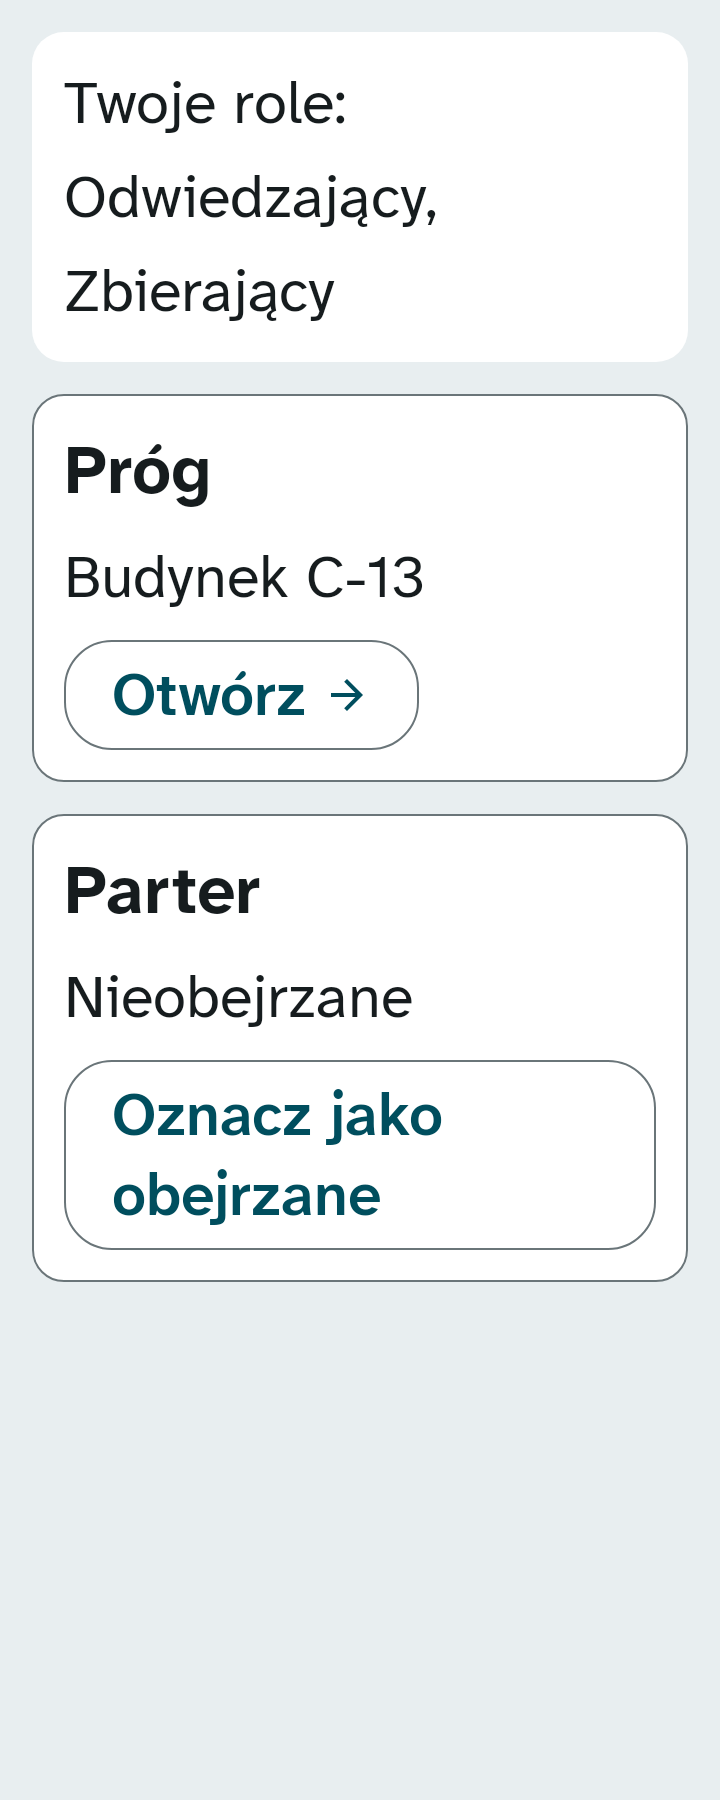 Twoje role:
Odwiedzający,
Zbierający
Próg
Budynek C-13
Otwórz →
Parter
Nieobejrzane
Oznacz jako
obejrzane